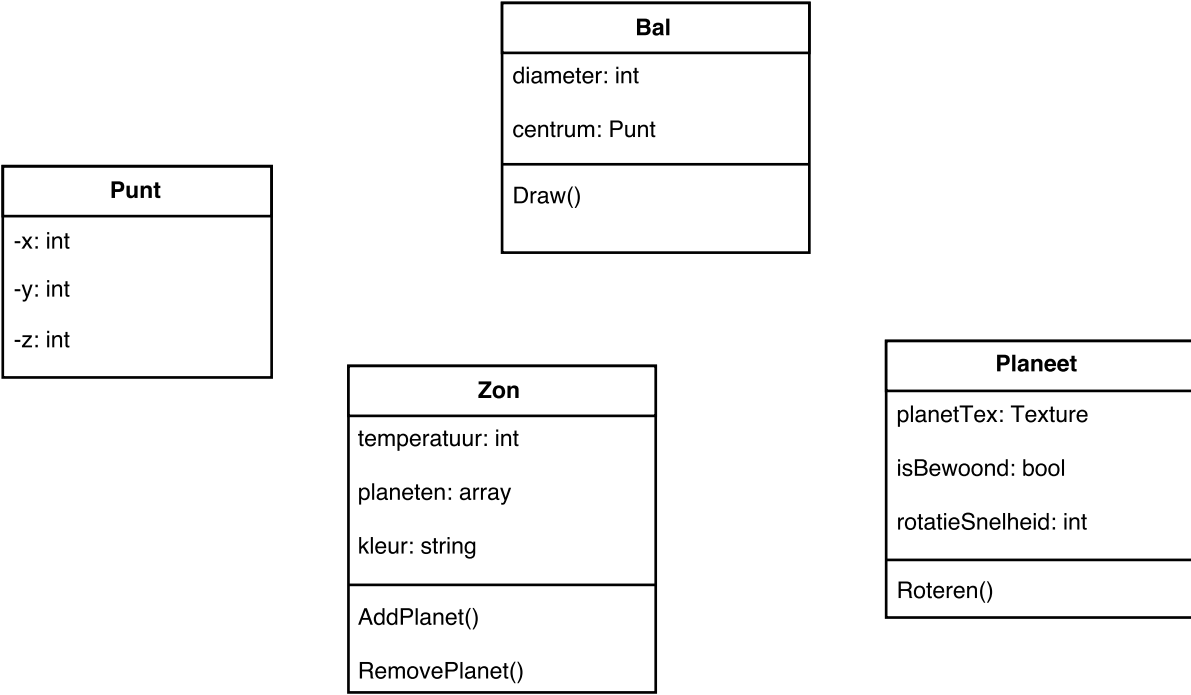 Bal
diameter: int
centrum: Punt
Draw()
Punt
-x: int
-y: int
-z: int
Zon
temperatuur: int
planeten: array
kleur: string
AddPlanet()
RemovePlanet()
Planeet
planetTex: Texture
isBewoond: bool
rotatieSnelheid: int
Roteren()